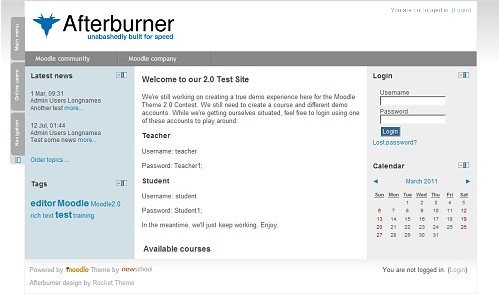 Afterburner
unabashedly built for speed
You are not logged in. (Login)
Main menu
Online users
Navigation
Moodle community
Moodle company
Latest news
1 Mar, 09:31
Admin Users Longnames
Another test more...
12 Jul, 01:44
Admin Users Longnames
Test some news more...
Older topics ...
Tags
editor Moodle Moodle2.0
rich text test training
Welcome to our 2.0 Test Site
We're still working on creating a true demo experience here for the Moodle
Theme 2.0 Contest. We still need to create a course and different demo
accounts. While we're getting ourselves situated, feel free to login using one
of these accounts to play around:
Teacher
Username: teacher
Password: Teacher1;
Student
Username: student
Password: Student1;
In the meantime, we'll just keep working. Enjoy.
Available courses
Login
Username
Password
Login
Lost password?
Calendar
◄ March 2011 ►
Sun Mon Tue Wed Thu Fri Sat
1 2 3 4 5
6 7 8 9 10 11 12
13 14 15 16 17 18 19
20 21 22 23 24 25 26
27 28 29 30 31
Powered by moodle Theme by newschool
You are not logged in. (Login)
Afterburner design by Rocket Theme